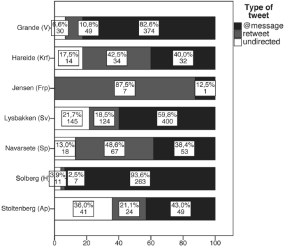 Type of tweet
@message
retweet
undirected
Grande (V)
6,6% 10,8% 82,6%
30 49 374
Hareide (Krf)
17,5% 42,5% 40,0%
14 34 32
Jensen (Frp)
87,5% 12,5%
7 1
Lysbakken (Sv)
21,7% 18,5% 59,8%
145 124 400
Navarsete (Sp)
13,0% 48,6% 38,4%
18 67 53
Solberg (H
3,9% 2,5% 93,6%
11 7 263
Stoltenberg (Ap)
36,0% 21,1% 43,0%
41 24 49
0 20 40 60 80 100